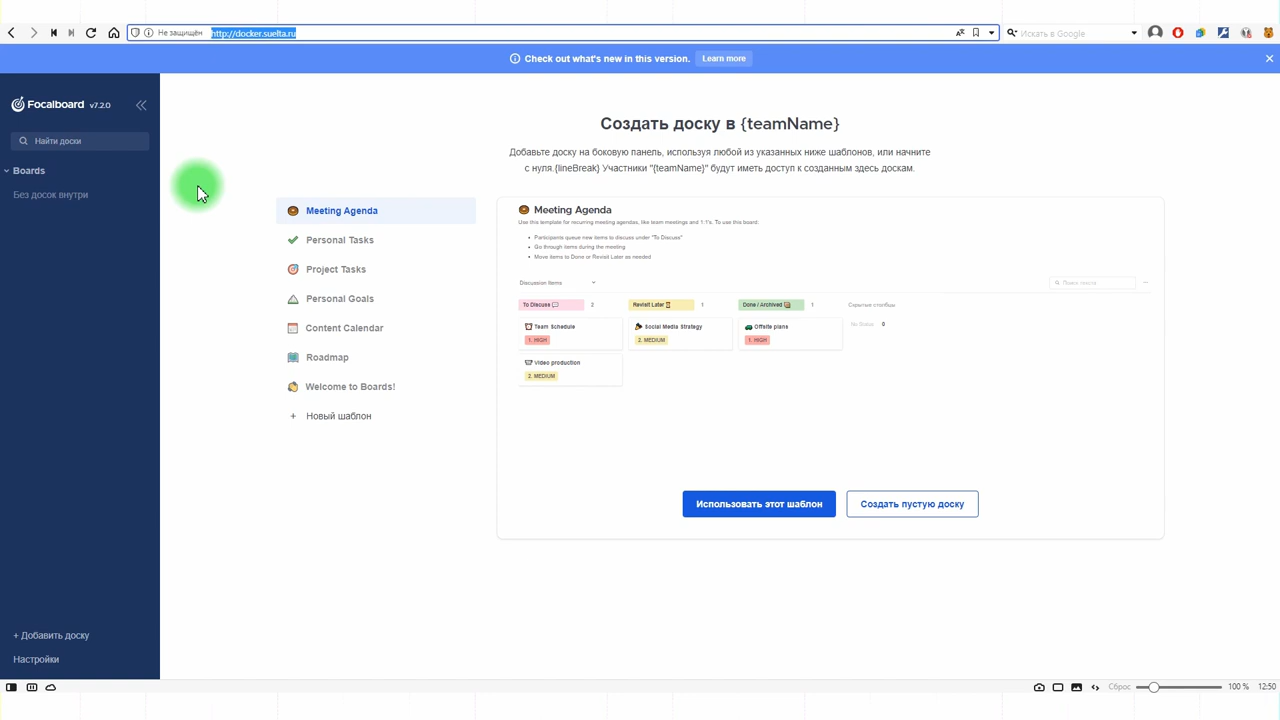 Не защищён
http://docker.suelta.ru
Искать в Google
Check out what's new in this version.
Learn more
Focalboard v7.2.0
Найти доски
Boards
Без досок внутри
+ Добавить доску
Настройки
Создать доску в {teamName}
Добавьте доску на боковую панель, используя любой из указанных ниже шаблонов, или начните
с нуля.{lineBreak} Участники "{teamName}" будут иметь доступ к созданным здесь доскам.
Meeting Agenda
Personal Tasks
Project Tasks
Personal Goals
Content Calendar
Roadmap
Welcome to Boards!
+ Новый шаблон
Meeting Agenda
Use this template for recurring meeting agendas, like team meetings and 1:1's. To use this board:
• Participants queue new items to discuss under "To Discuss"
• Go through items during the meeting
• Move items to Done or Revisit Later as needed
Discussion Items
Поиск текста
To Discuss 2
Revisit Later 1
Done / Archived 1
Скрытые столбцы
Team Schedule
1. HIGH
Video production
2. MEDIUM
Social Media Strategy
2. MEDIUM
Offsite plans
1. HIGH
No Status 0
Использовать этот шаблон
Создать пустую доску
Сброс
100 %
12:50